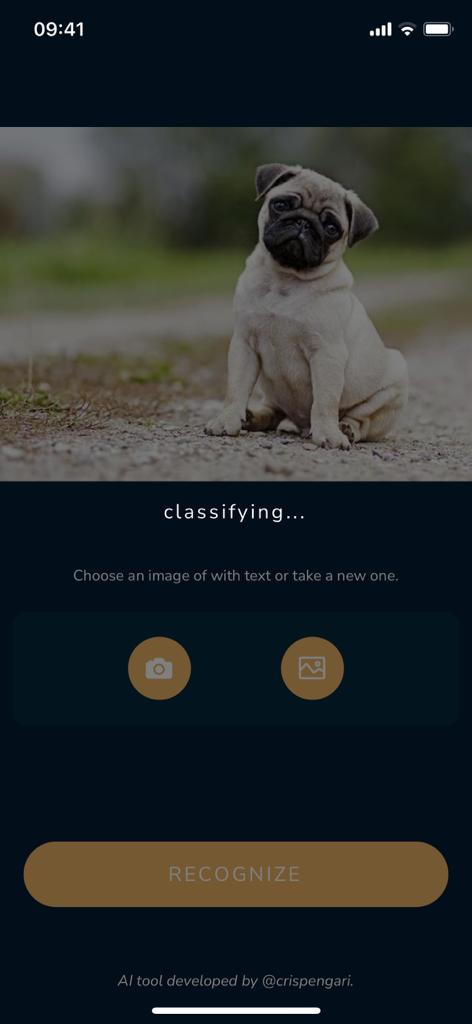 09:41
classifying...
Choose an image of with text or take a new one.
RECOGNIZE
AI tool developed by @crispengari.